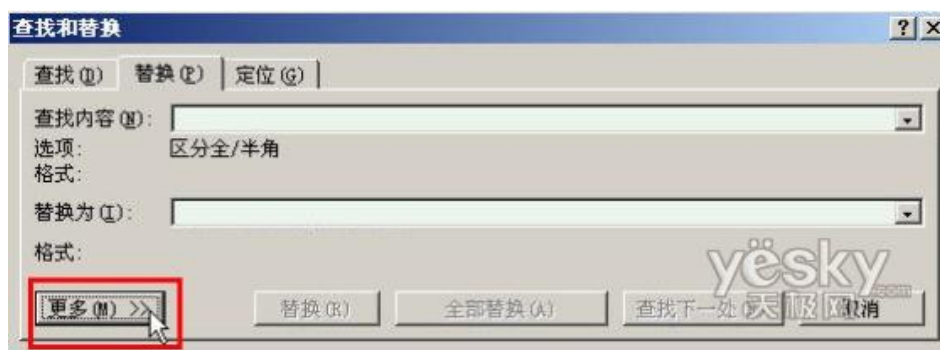 查找和替换
查找(D) 替换(P) 定位(G)
查找内容(N):
选项: 区分全/半角
格式:
替换为(I):
格式:
更多(M) >> 替换(R) 全部替换(A) 查找下一处 取消
yësky
天极网
.com